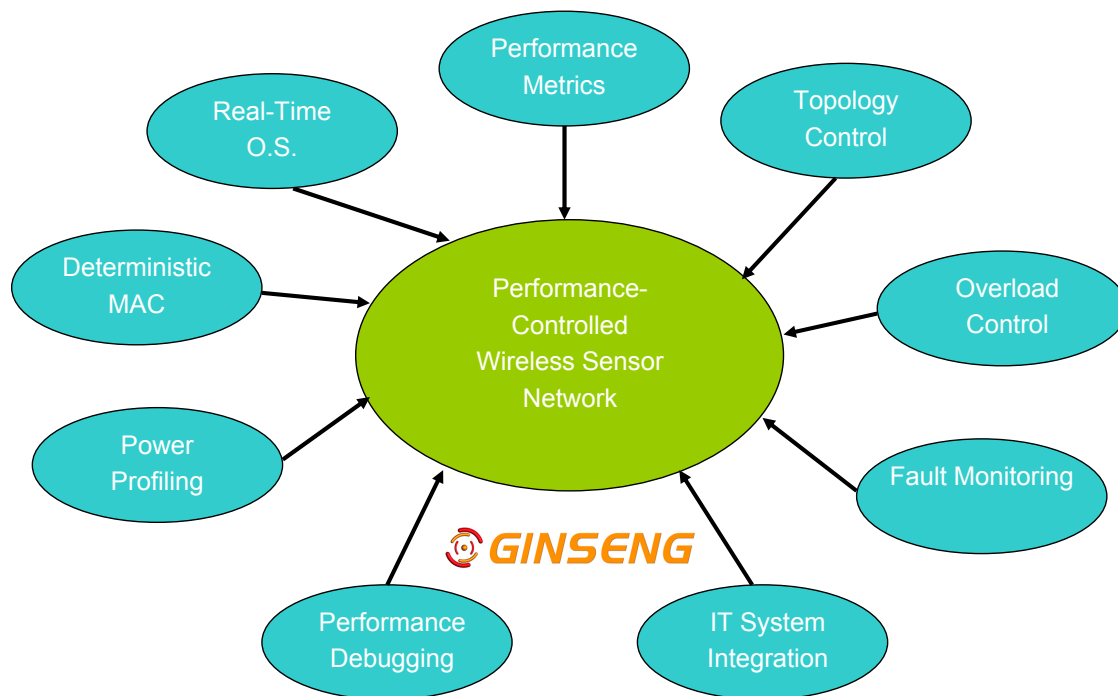 Performance
Metrics
Real-Time
O.S.
Topology
Control
Deterministic
MAC
Performance-
Controlled
Wireless Sensor
Network
Overload
Control
Power
Profiling
Fault Monitoring
GINSENG
Performance
Debugging
IT System
Integration